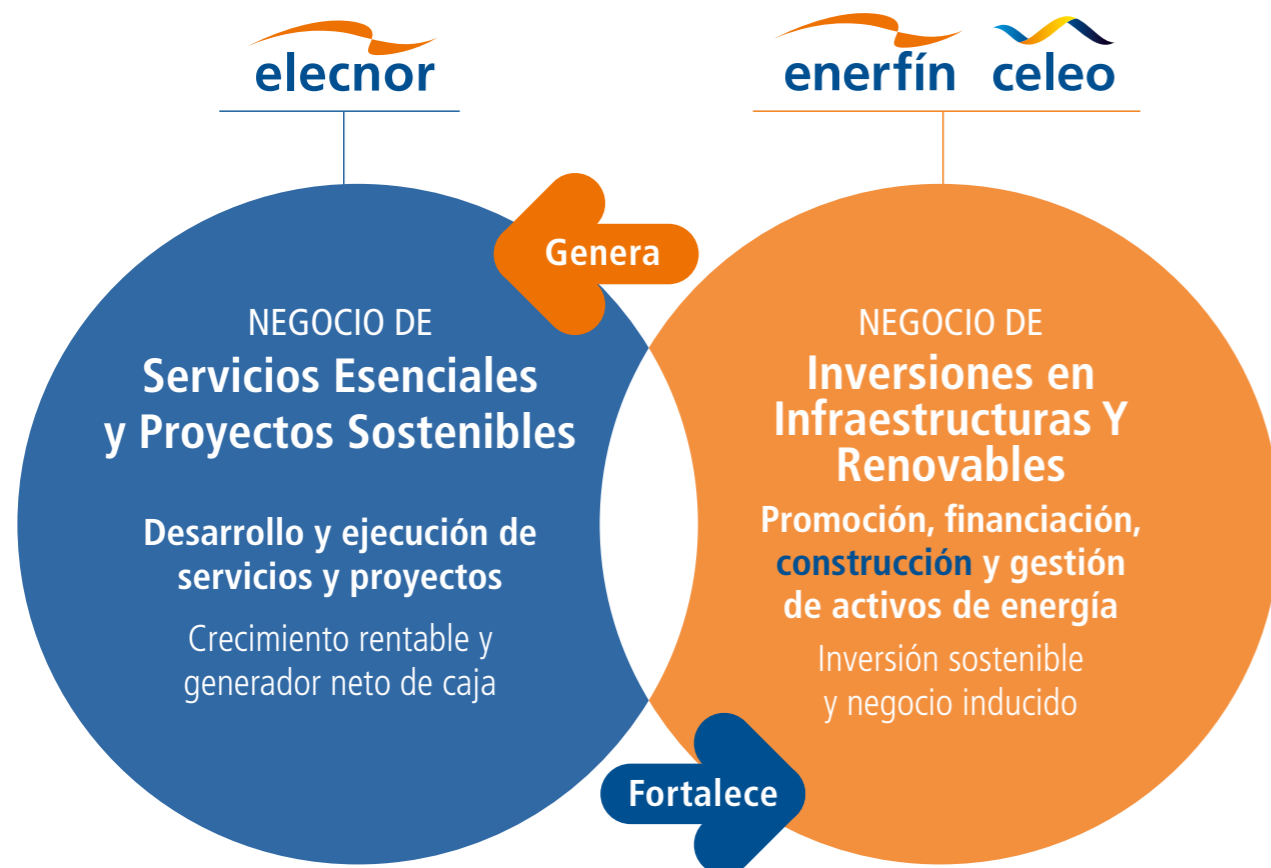 elecnor
enerfín
celeo
Genera
NEGOCIO DE
Servicios Esenciales
y Proyectos Sostenibles
Desarrollo y ejecución de
servicios y proyectos
Crecimiento rentable y
generador neto de caja
NEGOCIO DE
Inversiones en
Infraestructuras Y
Renovables
Promoción, financiación,
construcción y gestión
de activos de energía
Inversión sostenible
y negocio inducido
Fortalece